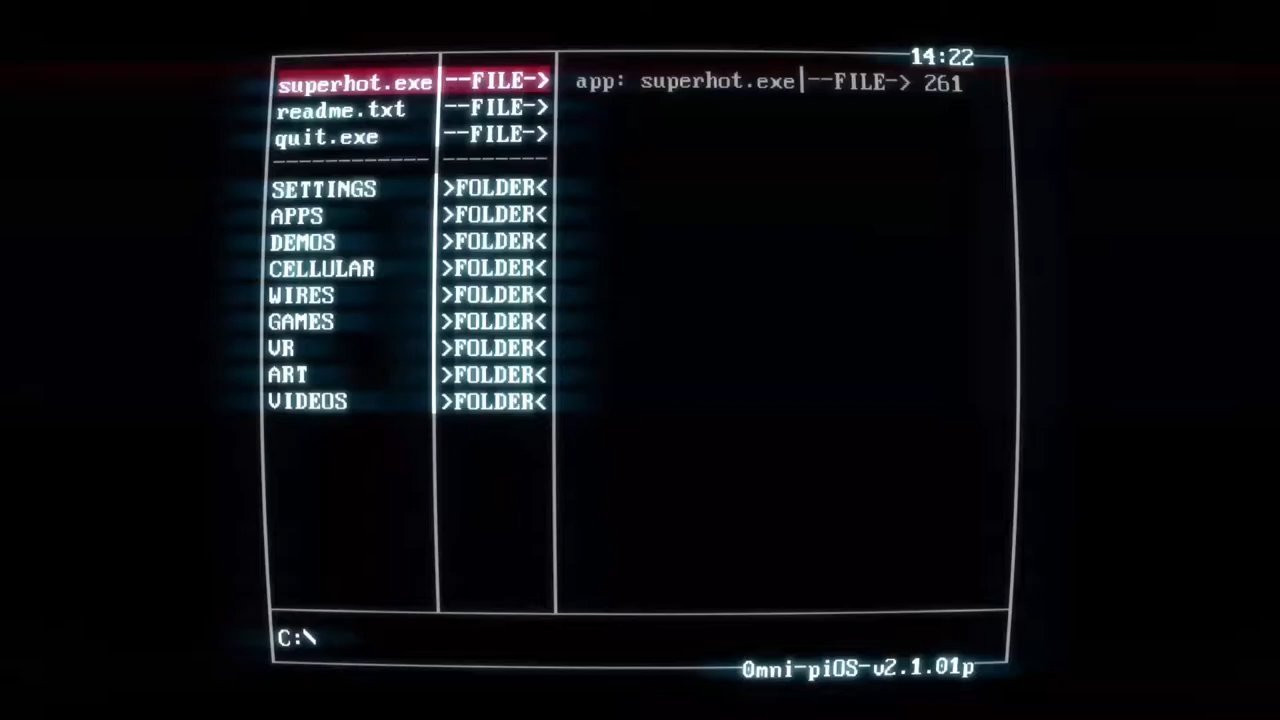 14:22
superhot.exe|--FILE-> app: superhot.exe|--FILE-> 261
readme.txt |--FILE->
quit.exe |--FILE->
------------ --------
SETTINGS >FOLDER<
APPS >FOLDER<
DEMOS >FOLDER<
CELLULAR >FOLDER<
WIRES >FOLDER<
GAMES >FOLDER<
VR >FOLDER<
ART >FOLDER<
VIDEOS >FOLDER<
C:\
0mni-piOS-v2.1.01p